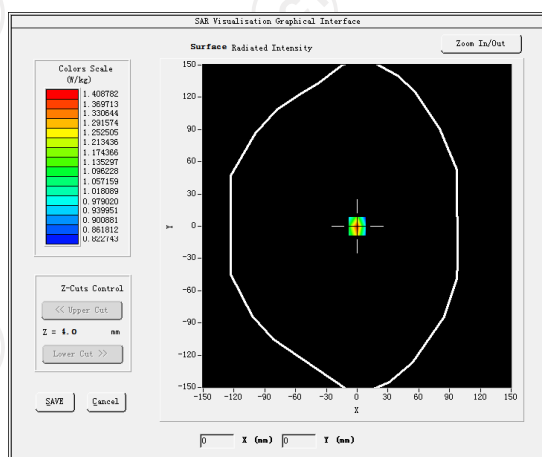 SAR Visualisation Graphical Interface
Surface Radiated Intensity
Zoom In/Out
Colors Scale
(W/kg)
1.408782
1.369713
1.330644
1.291574
1.252505
1.213436
1.174366
1.135297
1.096228
1.057159
1.018089
0.979020
0.939951
0.900881
0.861812
0.822743
150
120
90
60
30
0
-30
-60
-90
-120
-150
Y
-150 -120 -90 -60 -30 0 30 60 90 120 150
X
Z-Cuts Control
<< Upper Cut
Z = 4.0 mm
Lower Cut >>
SAVE Cancel
0 X (mm) 0 Y (mm)